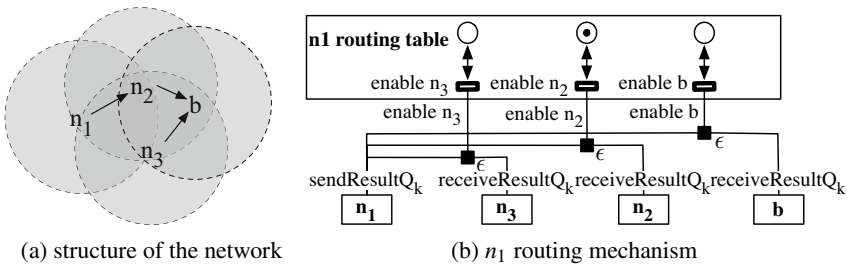 n1 routing table
enable n3 enable n2 enable b
enable n3 enable n2 enable b
n1 n2 b n3
ϵ ϵ ϵ
sendResultQk receiveResultQk receiveResultQk receiveResultQk
n1 n3 n2 b
(a) structure of the network (b) n1 routing mechanism